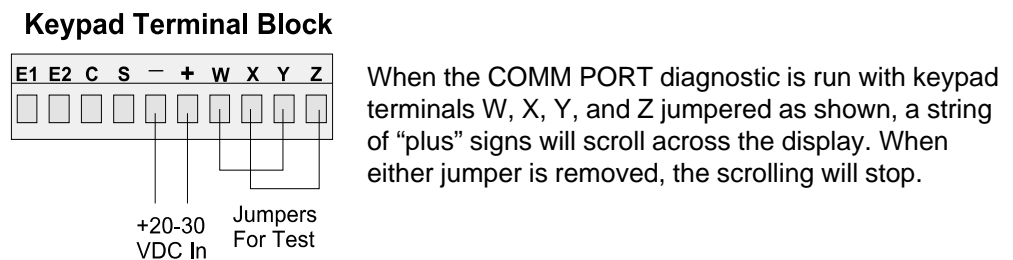 Keypad Terminal Block
E1 E2 C S — + W X Y Z
+20-30
VDC In
Jumpers
For Test
When the COMM PORT diagnostic is run with keypad
terminals W, X, Y, and Z jumpered as shown, a string
of “plus” signs will scroll across the display. When
either jumper is removed, the scrolling will stop.